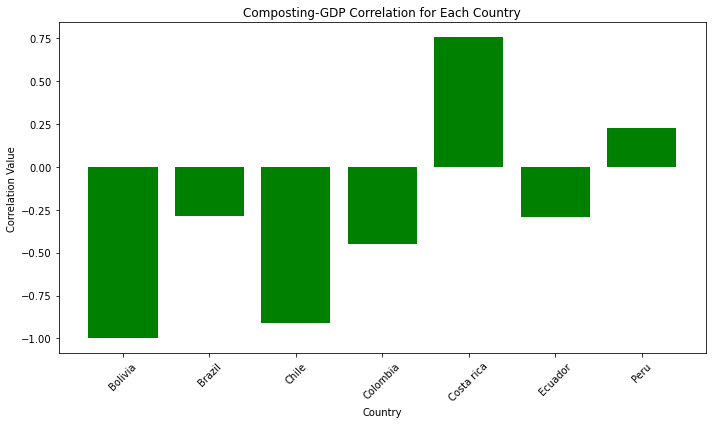 Composting-GDP Correlation for Each Country
Correlation Value
0.75
0.50
0.25
0.00
−0.25
−0.50
−0.75
−1.00
Bolivia
Brazil
Chile
Colombia
Costa rica
Ecuador
Peru
Country